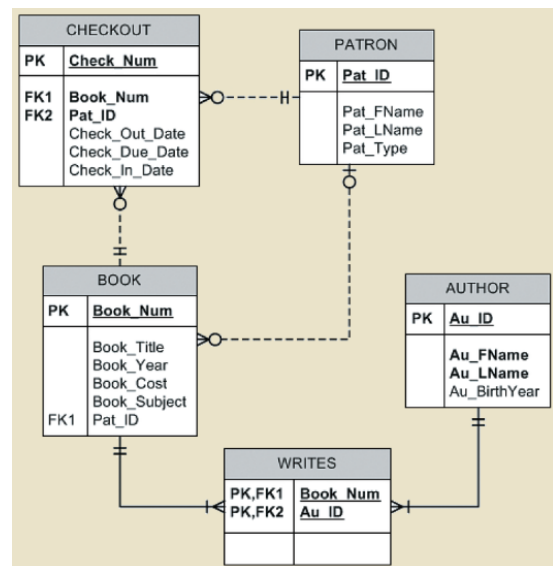 CHECKOUT
PK Check_Num
FK1 Book_Num
FK2 Pat_ID
Check_Out_Date
Check_Due_Date
Check_In_Date
PATRON
PK Pat_ID
Pat_FName
Pat_LName
Pat_Type
BOOK
PK Book_Num
Book_Title
Book_Year
Book_Cost
Book_Subject
FK1 Pat_ID
AUTHOR
PK Au_ID
Au_FName
Au_LName
Au_BirthYear
WRITES
PK,FK1 Book_Num
PK,FK2 Au_ID